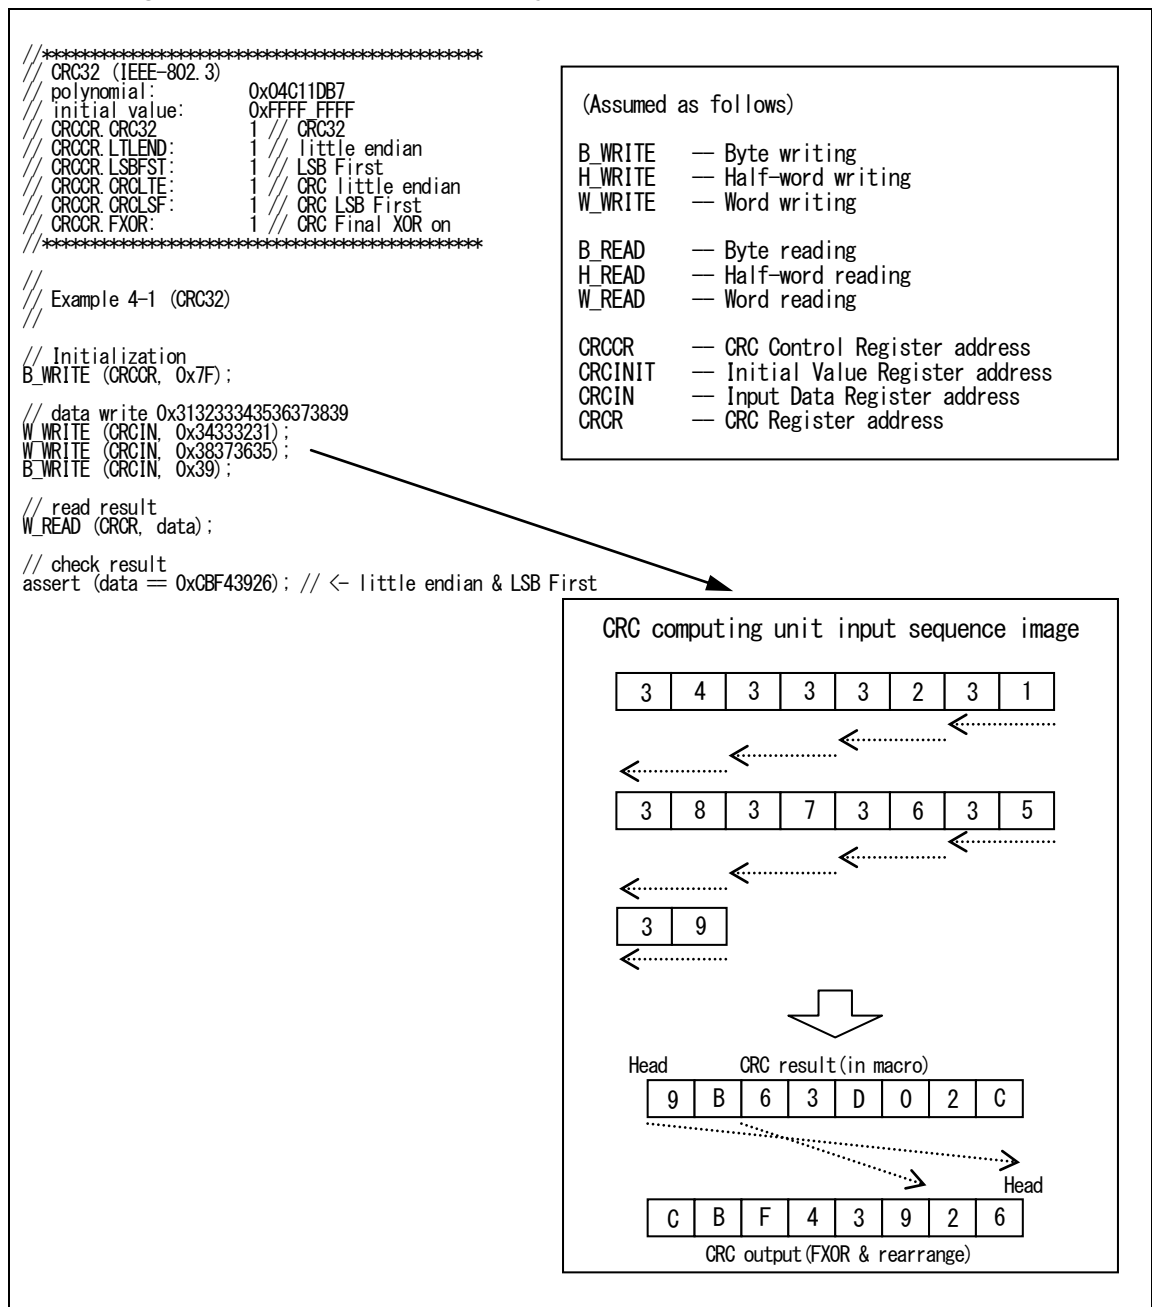 //*********************************************
// CRC32 (IEEE-802.3)
// polynomial: 0x04C11DB7
// initial value: 0xFFFF_FFFF
// CRCCR.CRC32 1 // CRC32
// CRCCR.LTLEND: 1 // little endian
// CRCCR.LSBFST: 1 // LSB First
// CRCCR.CRCLTE: 1 // CRC little endian
// CRCCR.CRCLSF: 1 // CRC LSB First
// CRCCR.FXOR: 1 // CRC Final XOR on
//*********************************************
//
// Example 4-1 (CRC32)
//
// Initialization
B_WRITE (CRCCR, 0x7F);
// data write 0x313233343536373839
W_WRITE (CRCIN, 0x34333231);
W_WRITE (CRCIN, 0x38373635);
B_WRITE (CRCIN, 0x39);
// read result
W_READ (CRCR, data);
// check result
assert (data == 0xCBF43926); // <- little endian & LSB First
(Assumed as follows)
B_WRITE -- Byte writing
H_WRITE -- Half-word writing
W_WRITE -- Word writing
B_READ -- Byte reading
H_READ -- Half-word reading
W_READ -- Word reading
CRCCR -- CRC Control Register address
CRCINIT -- Initial Value Register address
CRCIN -- Input Data Register address
CRCR -- CRC Register address
CRC computing unit input sequence image
3 4 3 3 3 2 3 1
3 8 3 7 3 6 3 5
3 9
Head CRC result(in macro)
9 B 6 3 D 0 2 C
Head
C B F 4 3 9 2 6
CRC output(FXOR & rearrange)